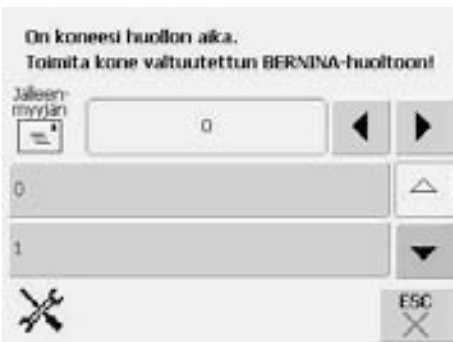 On koneesi huollon aika.
Toimita kone valtuutettun BERNINA-huoltoon!
Jälleen-
myyjän
0
0
1
ESC